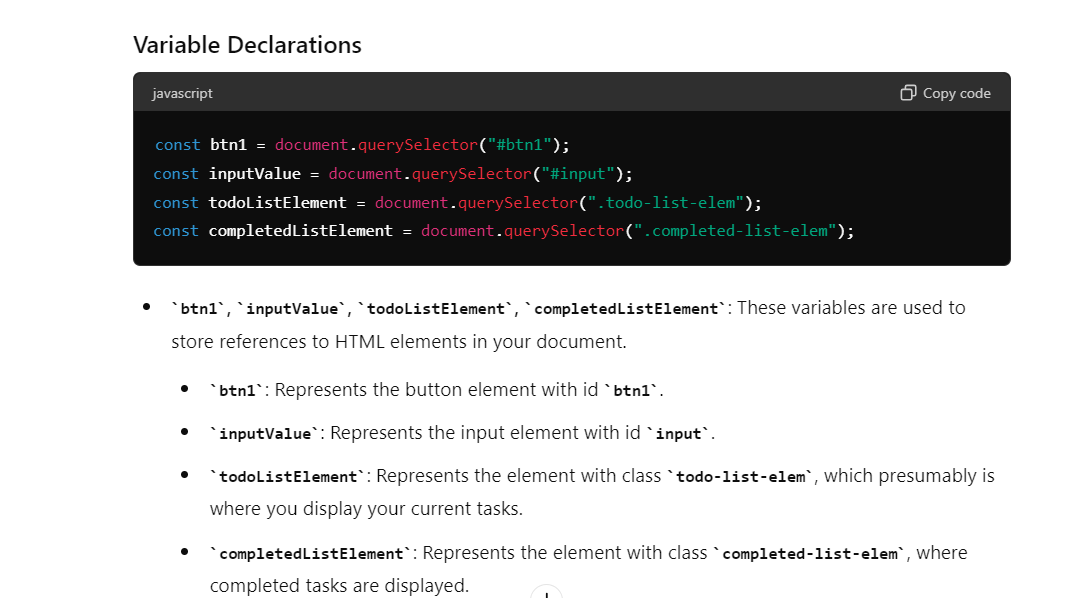 Variable Declarations
javascript
Copy code
const btn1 = document.querySelector("#btn1");
const inputValue = document.querySelector("#input");
const todoListElement = document.querySelector(".todo-list-elem");
const completedListElement = document.querySelector(".completed-list-elem");
• `btn1`, `inputValue`, `todoListElement`, `completedListElement`: These variables are used to
store references to HTML elements in your document.
• `btn1`: Represents the button element with id `btn1`.
• `inputValue`: Represents the input element with id `input`.
• `todoListElement`: Represents the element with class `todo-list-elem`, which presumably is
where you display your current tasks.
• `completedListElement`: Represents the element with class `completed-list-elem`, where
completed tasks are displayed.